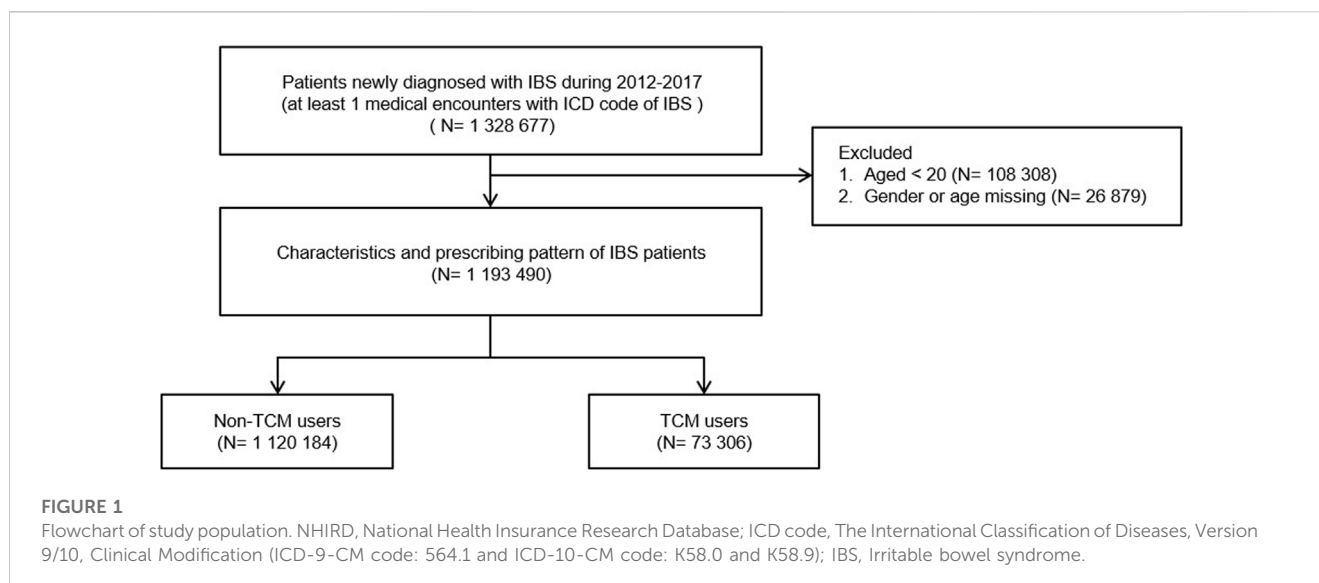 Patients newly diagnosed with IBS during 2012-2017
(at least 1 medical encounters with ICD code of IBS )
( N= 1 328 677)
Excluded
1. Aged < 20 (N= 108 308)
2. Gender or age missing (N= 26 879)
Characteristics and prescribing pattern of IBS patients
(N= 1 193 490)
Non-TCM users
(N= 1 120 184)
TCM users
(N= 73 306)
FIGURE 1
Flowchart of study population. NHIRD, National Health Insurance Research Database; ICD code, The International Classification of Diseases, Version
9/10, Clinical Modification (ICD-9-CM code: 564.1 and ICD-10-CM code: K58.0 and K58.9); IBS, Irritable bowel syndrome.